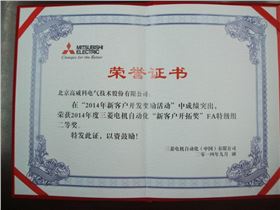 MITSUBISHI
ELECTRIC
Changes for the Better
荣誉证书
北京高威科电气技术股份有限公司:
在“2014年新客户开发奖励活动”中成绩突出，
荣获2014年度三菱电机自动化“新客户开拓奖”FA特级组
二等奖。
特发此证，以资鼓励！
三菱电机自动化（中国）有限公司
二零一四年九月